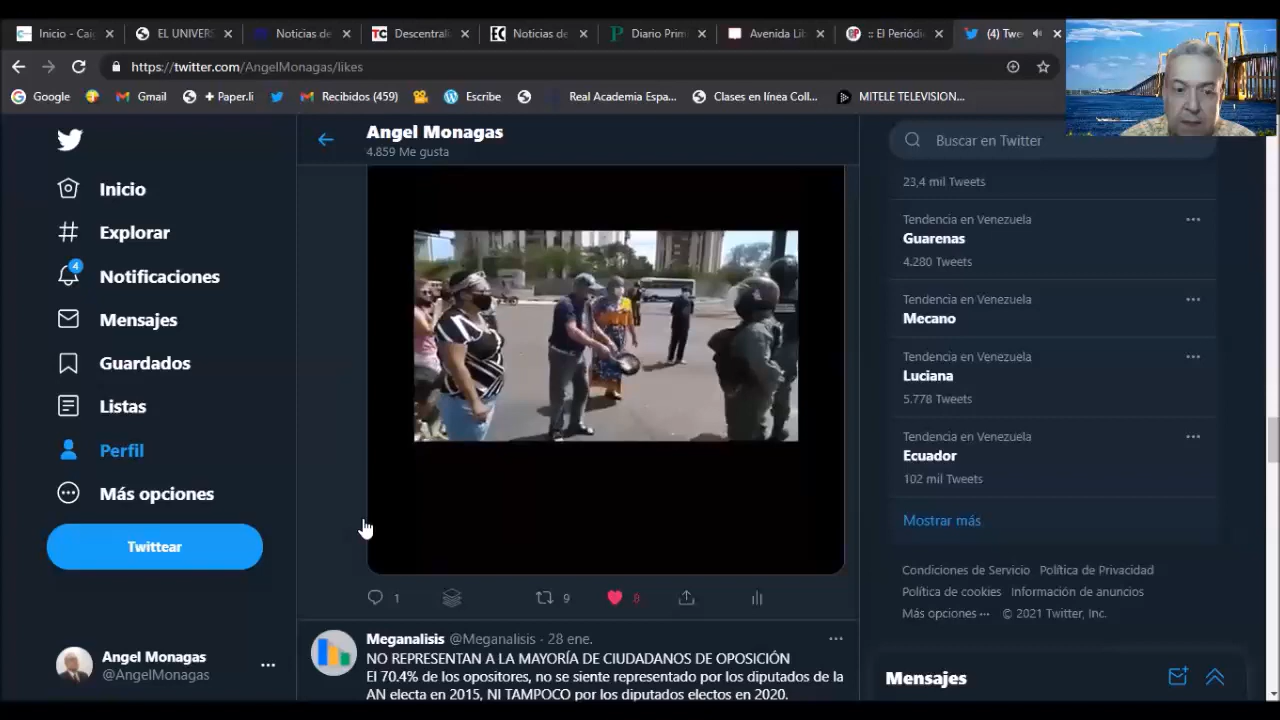 Inicio - Caig
EL UNIVER
Noticias de
Descentrali
Noticias de
Diario Prim
Avenida Lib
:: El Periódic
(4) Twe
https://twitter.com/AngelMonagas/likes
Google
Gmail
+ Paper.li
Recibidos (459)
Escribe
Real Academia Espa...
Clases en línea Coll...
MITELE TELEVISION...
Inicio
Explorar
4
Notificaciones
Mensajes
Guardados
Listas
Perfil
Más opciones
Twittear
Angel Monagas
@AngelMonagas
Angel Monagas
4.859 Me gusta
1
9
8
Meganalisis @Meganalisis · 28 ene.
NO REPRESENTAN A LA MAYORÍA DE CIUDADANOS DE OPOSICIÓN
El 70.4% de los opositores, no se siente representado por los diputados de la
AN electa en 2015, NI TAMPOCO por los diputados electos en 2020.
Buscar en Twitter
23,4 mil Tweets
Tendencia en Venezuela
Guarenas
4.280 Tweets
Tendencia en Venezuela
Mecano
Tendencia en Venezuela
Luciana
5.778 Tweets
Tendencia en Venezuela
Ecuador
102 mil Tweets
Mostrar más
Condiciones de Servicio Política de Privacidad
Política de cookies Información de anuncios
Más opciones ··· © 2021 Twitter, Inc.
Mensajes